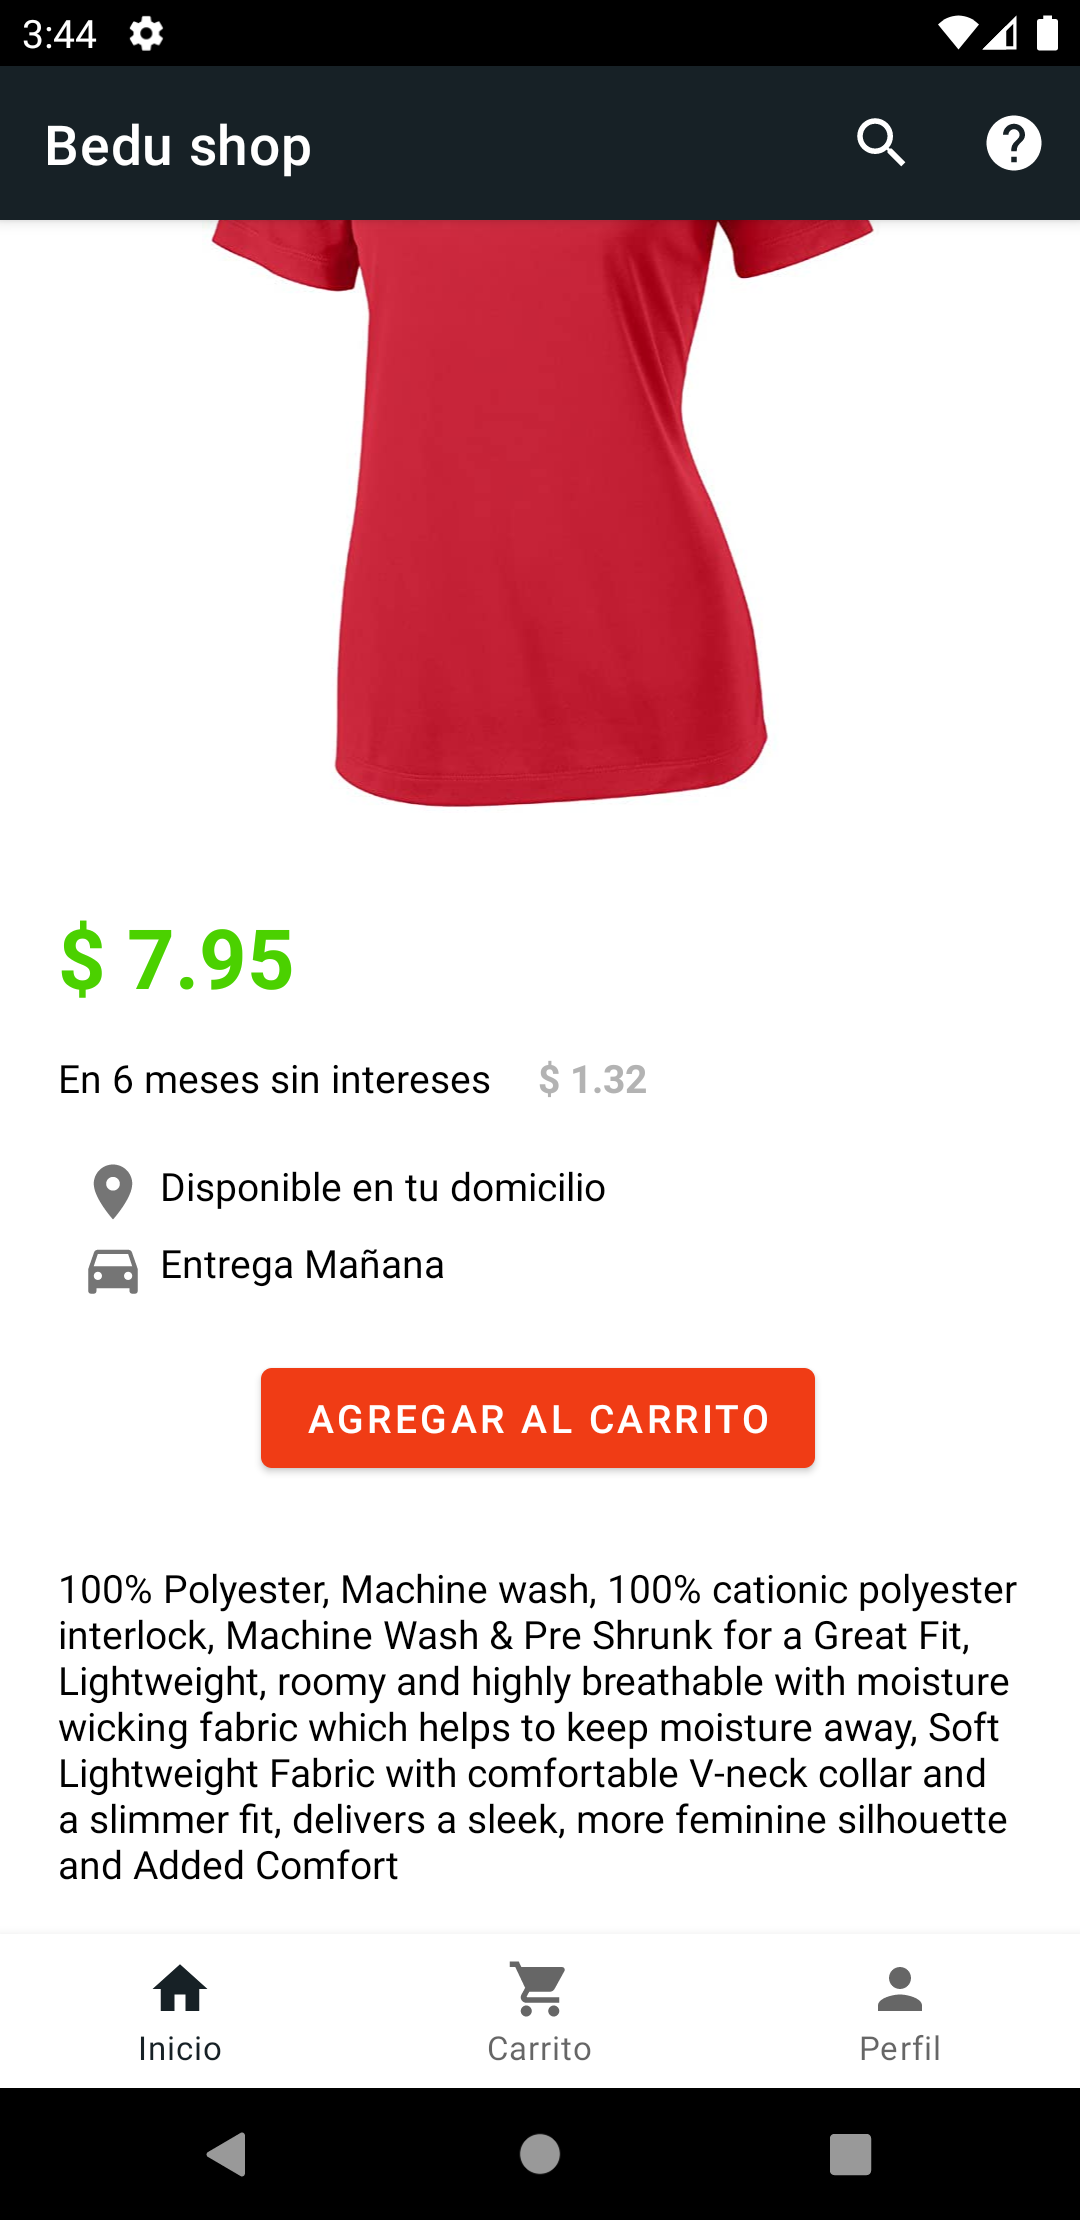 3:44
Bedu shop
$ 7.95
En 6 meses sin intereses $ 1.32
Disponible en tu domicilio
Entrega Mañana
AGREGAR AL CARRITO
100% Polyester, Machine wash, 100% cationic polyester
interlock, Machine Wash & Pre Shrunk for a Great Fit,
Lightweight, roomy and highly breathable with moisture
wicking fabric which helps to keep moisture away, Soft
Lightweight Fabric with comfortable V-neck collar and
a slimmer fit, delivers a sleek, more feminine silhouette
and Added Comfort
Inicio Carrito Perfil